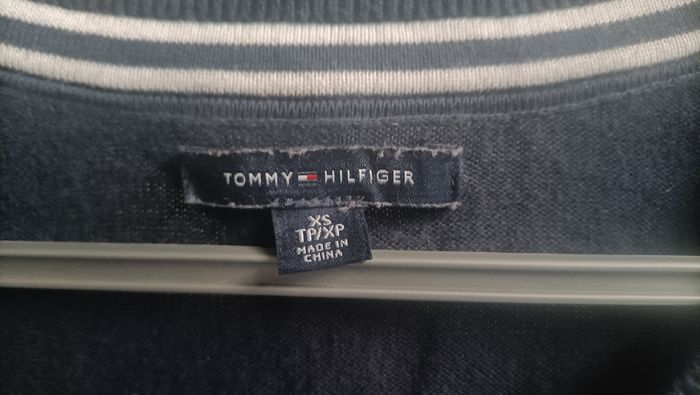 TOMMY HILFIGER
XS
TP/XP
MADE IN
CHINA